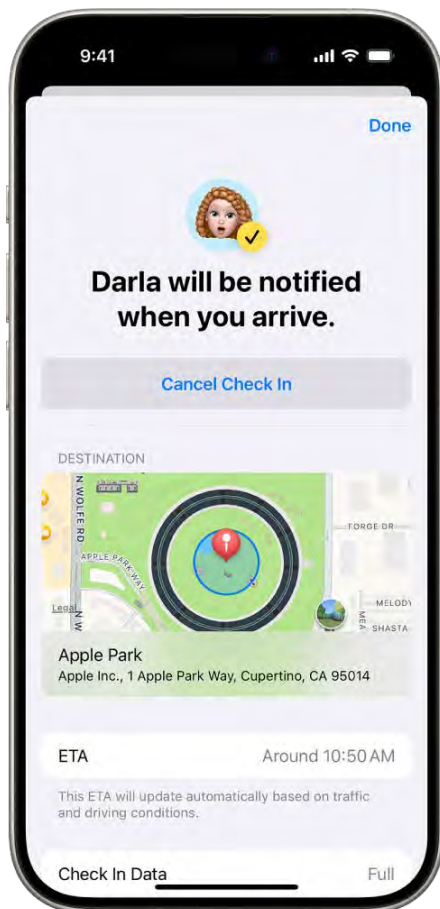 9:41
Done
Darla will be notified
when you arrive.
Cancel Check In
DESTINATION
N WOLFE RD
TORGE DR
APPLE PARK WAY
Legal
N W
MELODY
MEA
SHASTA
Apple Park
Apple Inc., 1 Apple Park Way, Cupertino, CA 95014
ETA
Around 10:50 AM
This ETA will update automatically based on traffic
and driving conditions.
Check In Data
Full